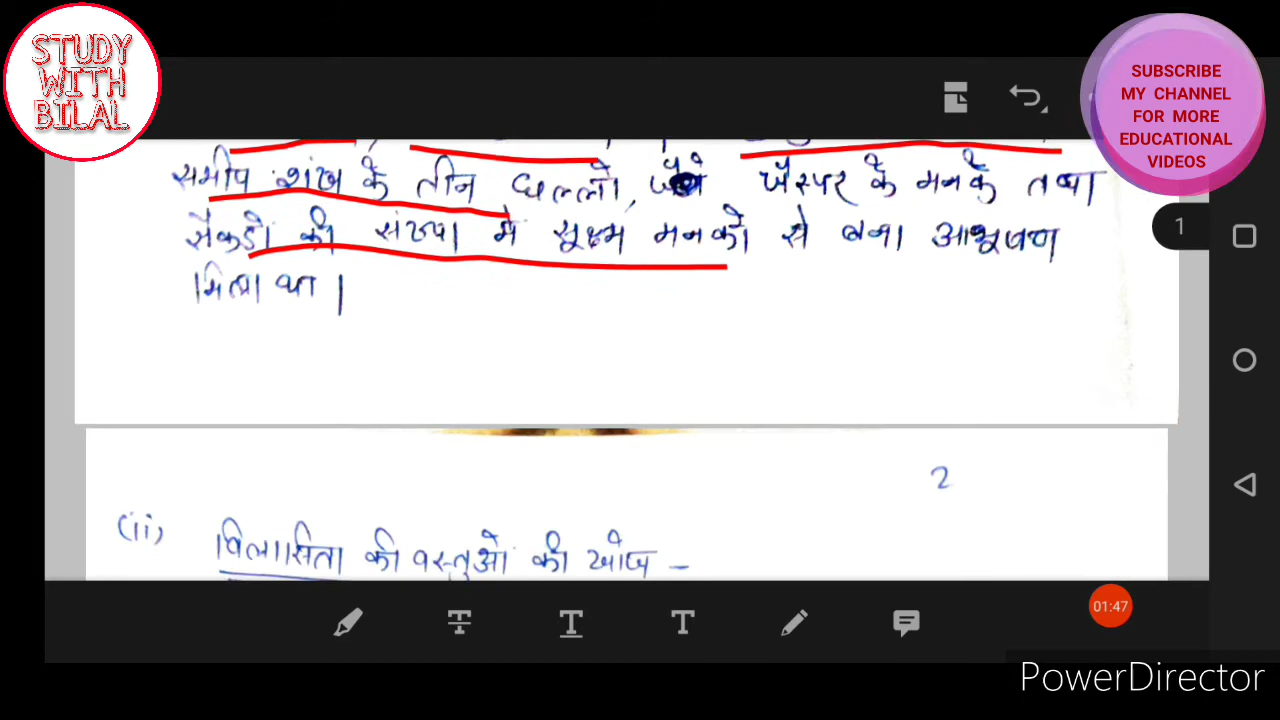 STUDY
WITH
BILAL
SUBSCRIBE
MY CHANNEL
FOR MORE
EDUCATIONAL
VIDEOS
समीप शंख के तीन छल्लो, जैस्पर के मनके तथा
सैकडो की संख्या मे सूक्ष्म मनको से बना आभूषण
मिला था।
1
2
(ii) विलासिता की वस्तुओं की खोज -
01:47
PowerDirector